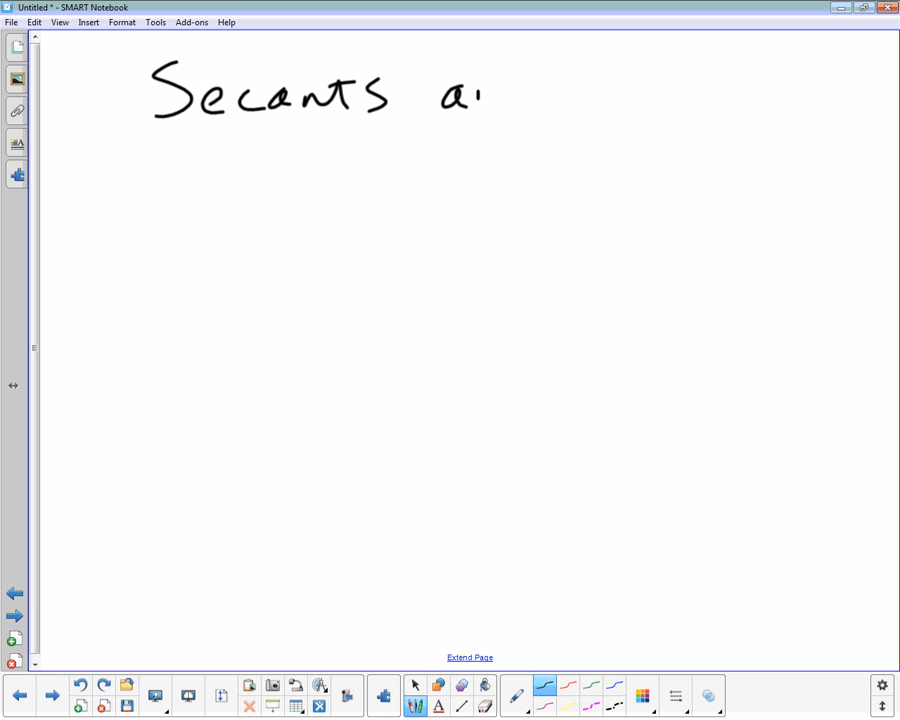 Untitled * - SMART Notebook
File Edit View Insert Format Tools Add-ons Help
Secants a
Extend Page